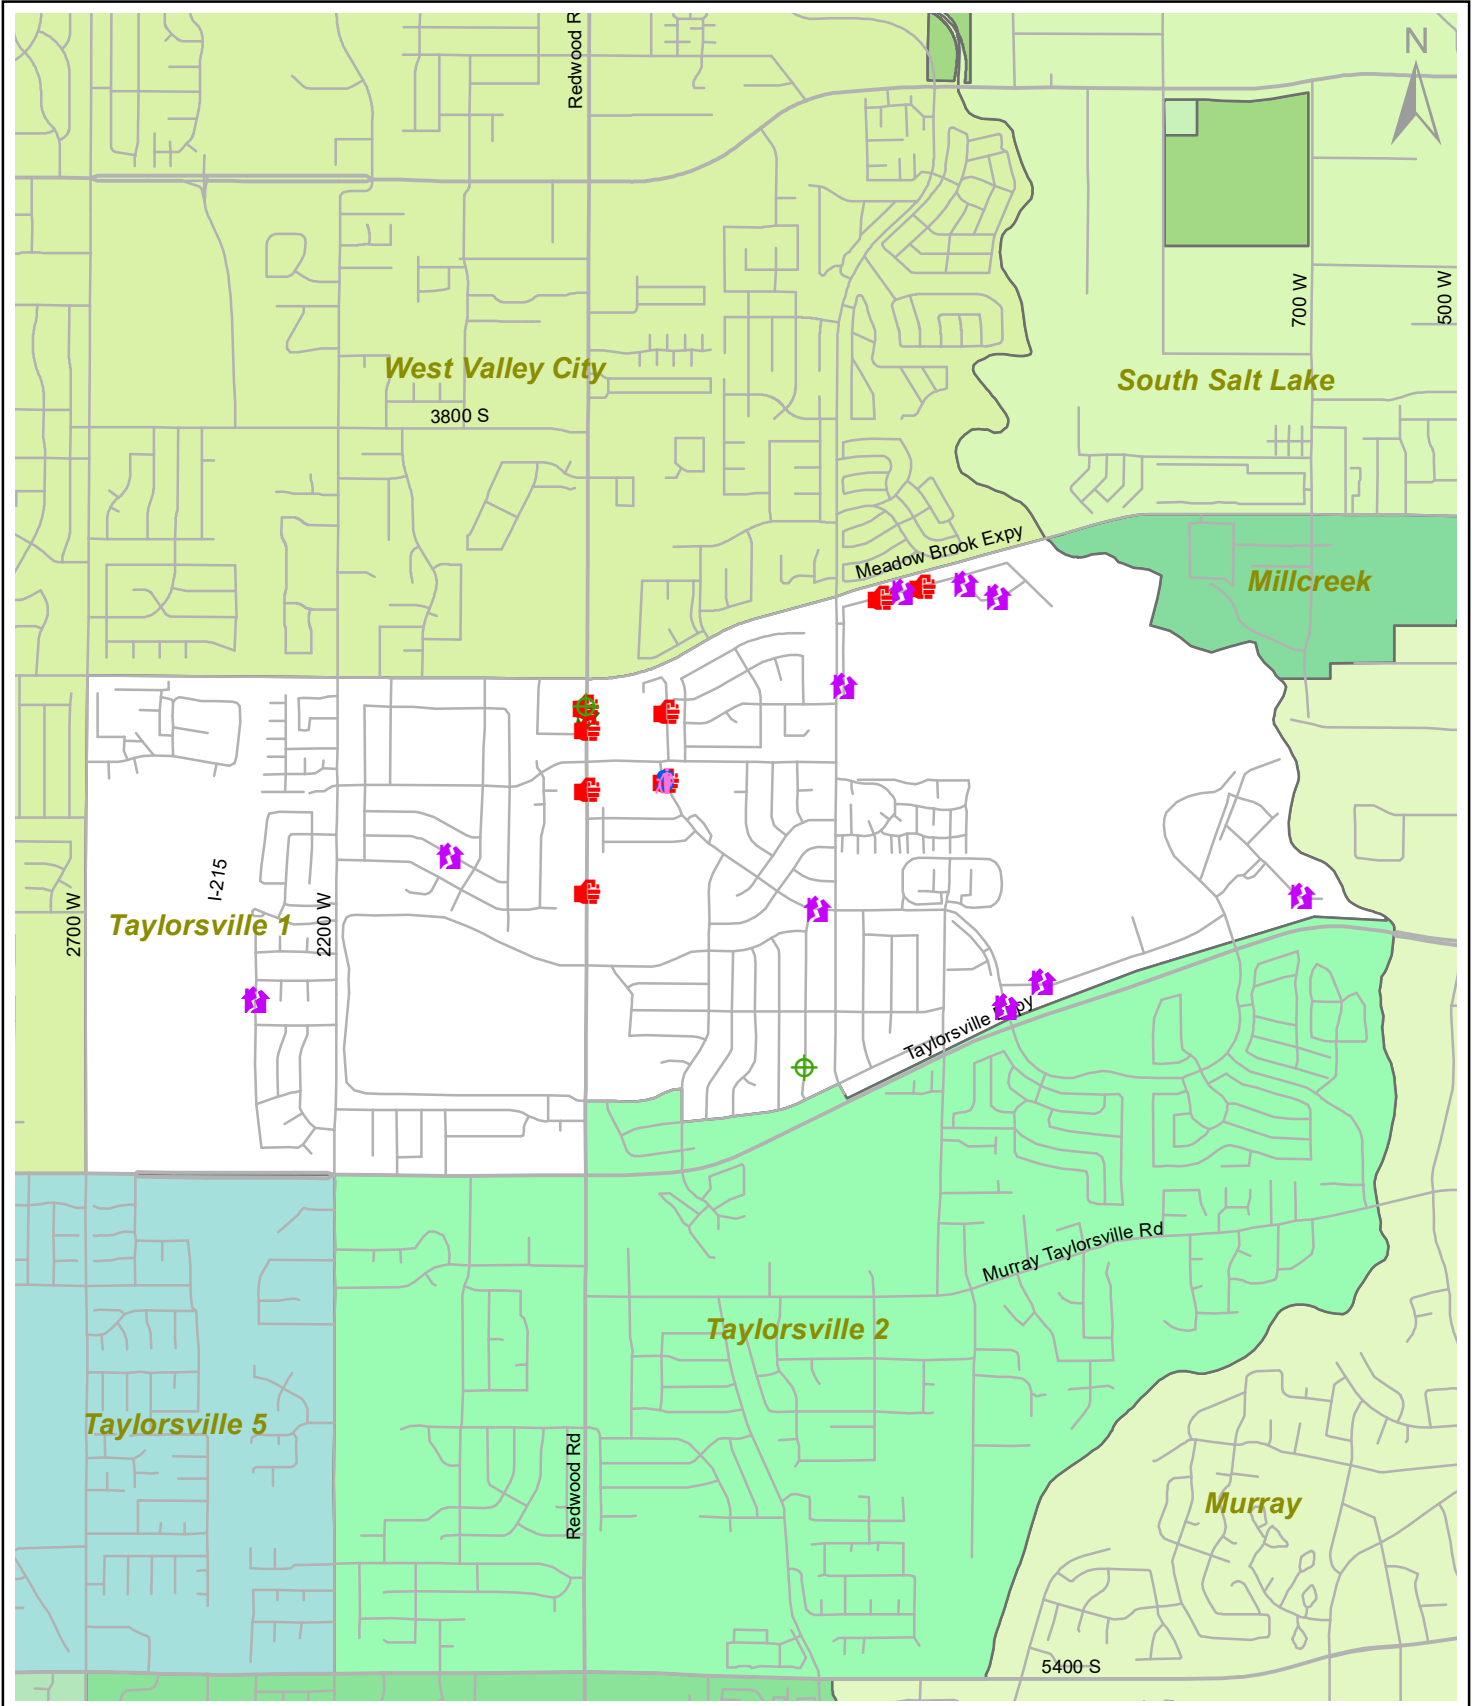 Redwood R
N
700 W
500 W
West Valley City
South Salt Lake
3800 S
Meadow Brook Expy
Millcreek
I-215
2700 W
Taylorsville 1
2200 W
Taylorsville
Murray Taylorsville Rd
Taylorsville 2
Taylorsville 5
Redwood Rd
Murray
5400 S